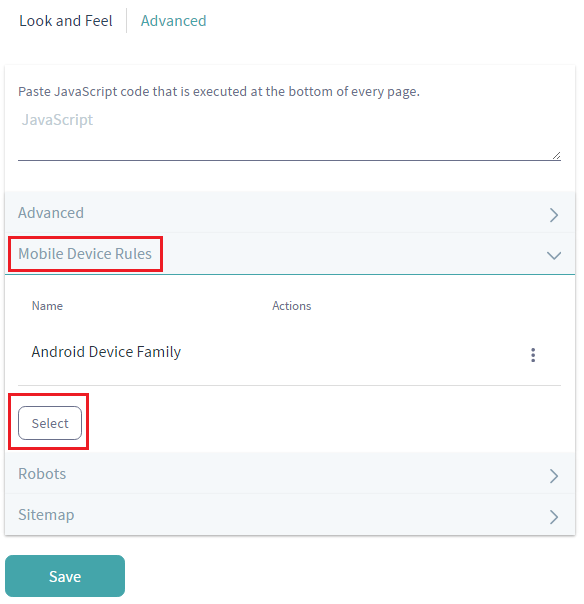 Look and Feel Advanced
Paste JavaScript code that is executed at the bottom of every page.
JavaScript
Advanced
Mobile Device Rules
Name Actions
Android Device Family
Select
Robots
Sitemap
Save